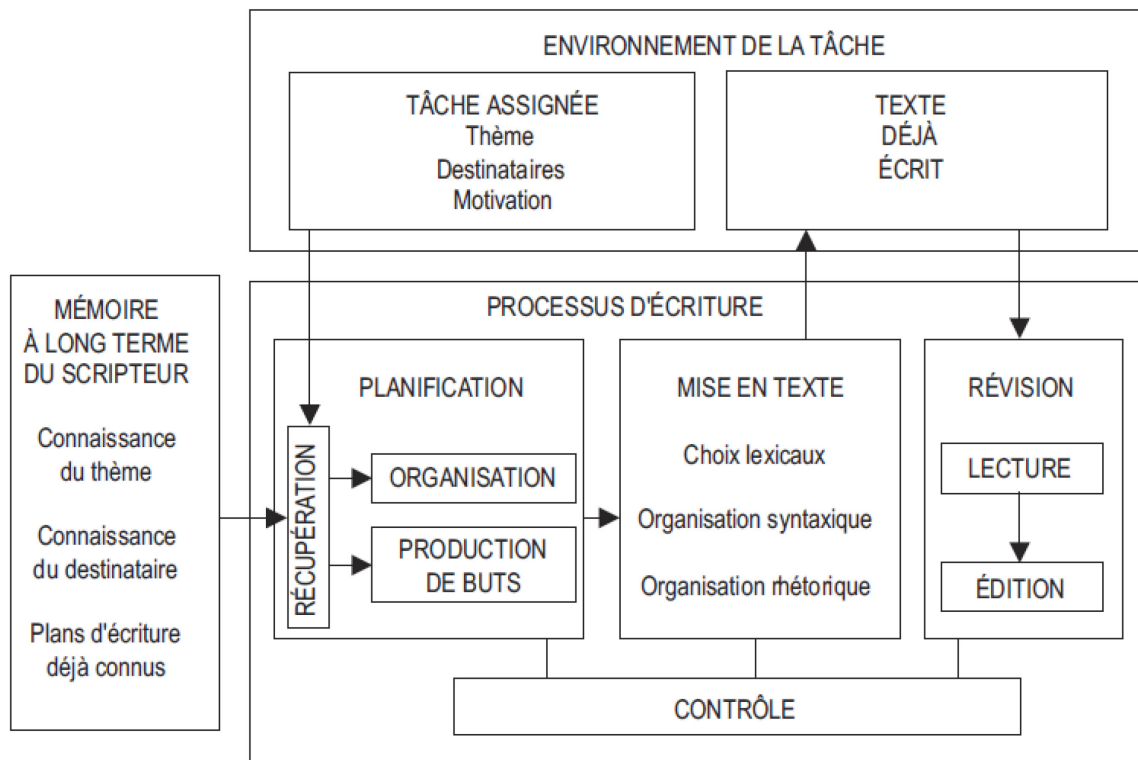 ENVIRONNEMENT DE LA TÂCHE
TÂCHE ASSIGNÉE
Thème
Destinataires
Motivation
TEXTE
DÉJÀ
ÉCRIT
MÉMOIRE
À LONG TERME
DU SCRIPTEUR
Connaissance
du thème
Connaissance
du destinataire
Plans d'écriture
déjà connus
PROCESSUS D'ÉCRITURE
PLANIFICATION
RÉCUPÉRATION
ORGANISATION
PRODUCTION
DE BUTS
MISE EN TEXTE
Choix lexicaux
Organisation syntaxique
Organisation rhétorique
RÉVISION
LECTURE
ÉDITION
CONTRÔLE